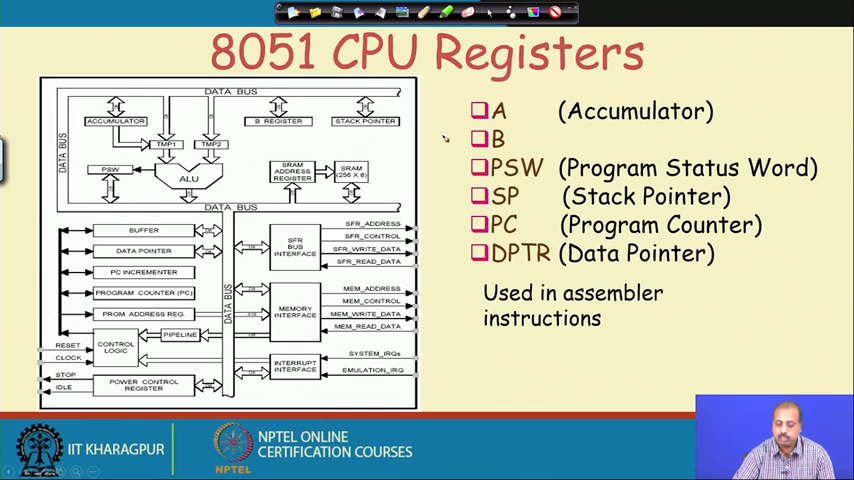 8051 CPU Registers
DATA BUS
ACCUMULATOR
B REGISTER
STACK POINTER
DATA BUS
TMP1
TMP2
PSW
ALU
SRAM
ADDRESS
REGISTER
SRAM
(256 X 8)
DATA BUS
BUFFER
DATA POINTER
PC INCREMENTER
PROGRAM COUNTER (PC)
PRGM ADDRESS REG.
CONTROL
LOGIC
PIPELINE
POWER CONTROL
REGISTER
RESET
CLOCK
STOP
IDLE
DATA BUS
SFR
BUS
INTERFACE
SFR_ADDRESS
SFR_CONTROL
SFR_WRITE_DATA
SFR_READ_DATA
MEMORY
INTERFACE
MEM_ADDRESS
MEM_CONTROL
MEM_WRITE_DATA
MEM_READ_DATA
INTERRUPT
INTERFACE
SYSTEM_IRQs
EMULATION_IRQ
A (Accumulator)
B
PSW (Program Status Word)
SP (Stack Pointer)
PC (Program Counter)
DPTR (Data Pointer)
Used in assembler
instructions
IIT KHARAGPUR
NPTEL
NPTEL ONLINE
CERTIFICATION COURSES